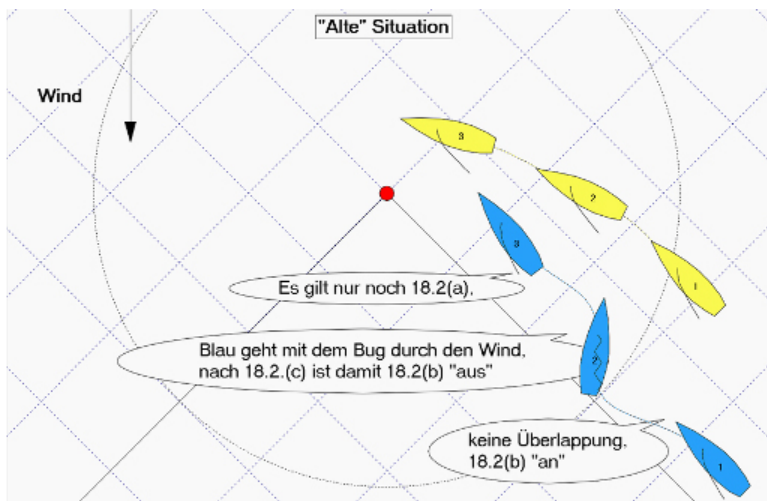 "Alte" Situation
Wind
3
2
3
1
Es gilt nur noch 18.2(a),
Blau geht mit dem Bug durch den Wind,
nach 18.2.(c) ist damit 18.2(b) "aus"
2
keine Überlappung,
18.2(b) "an"
1